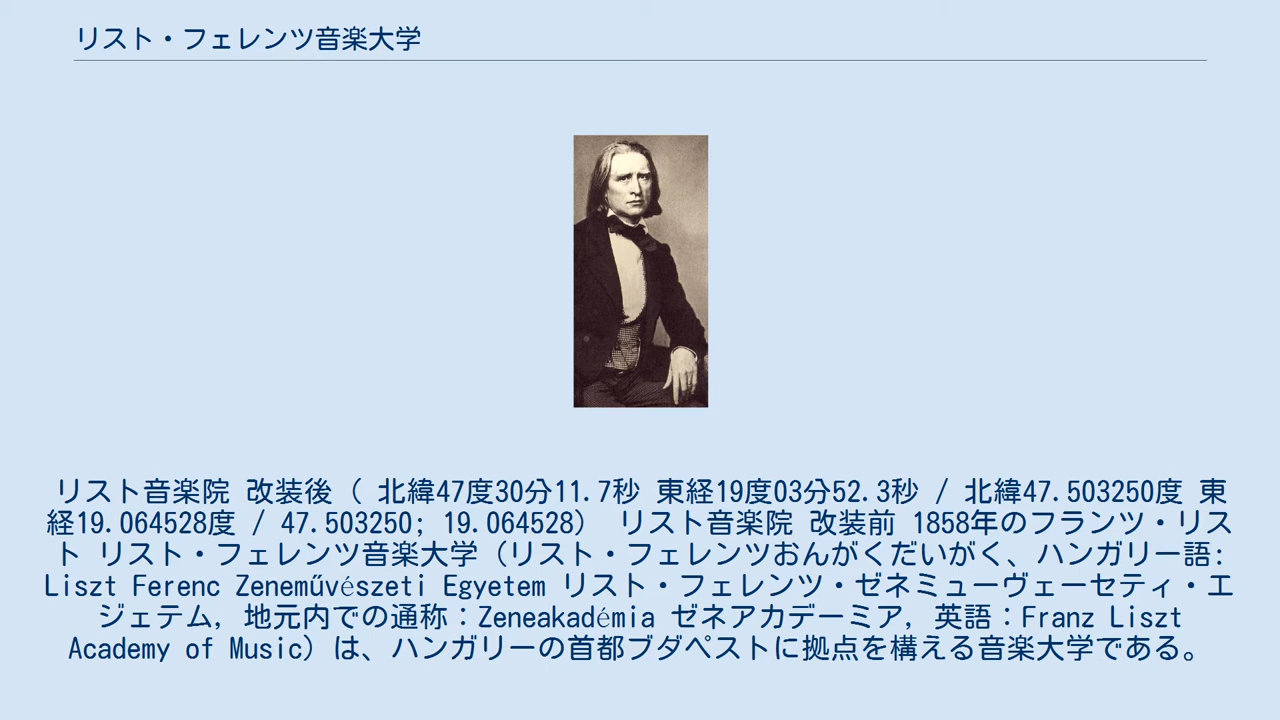 リスト・フェレンツ音楽大学
リスト音楽院 改装後 ( 北緯47度30分11.7秒 東経19度03分52.3秒 / 北緯47.503250度 東
経19.064528度 / 47.503250; 19.064528) リスト音楽院 改装前 1858年のフランツ・リス
ト リスト・フェレンツ音楽大学（リスト・フェレンツおんがくだいがく、ハンガリー語:
Liszt Ferenc Zeneművészeti Egyetem リスト・フェレンツ・ゼネミューヴェーセティ・エ
ジェテム, 地元内での通称：Zeneakadémia ゼネアカデーミア, 英語：Franz Liszt
Academy of Music）は、ハンガリーの首都ブダペストに拠点を構える音楽大学である。